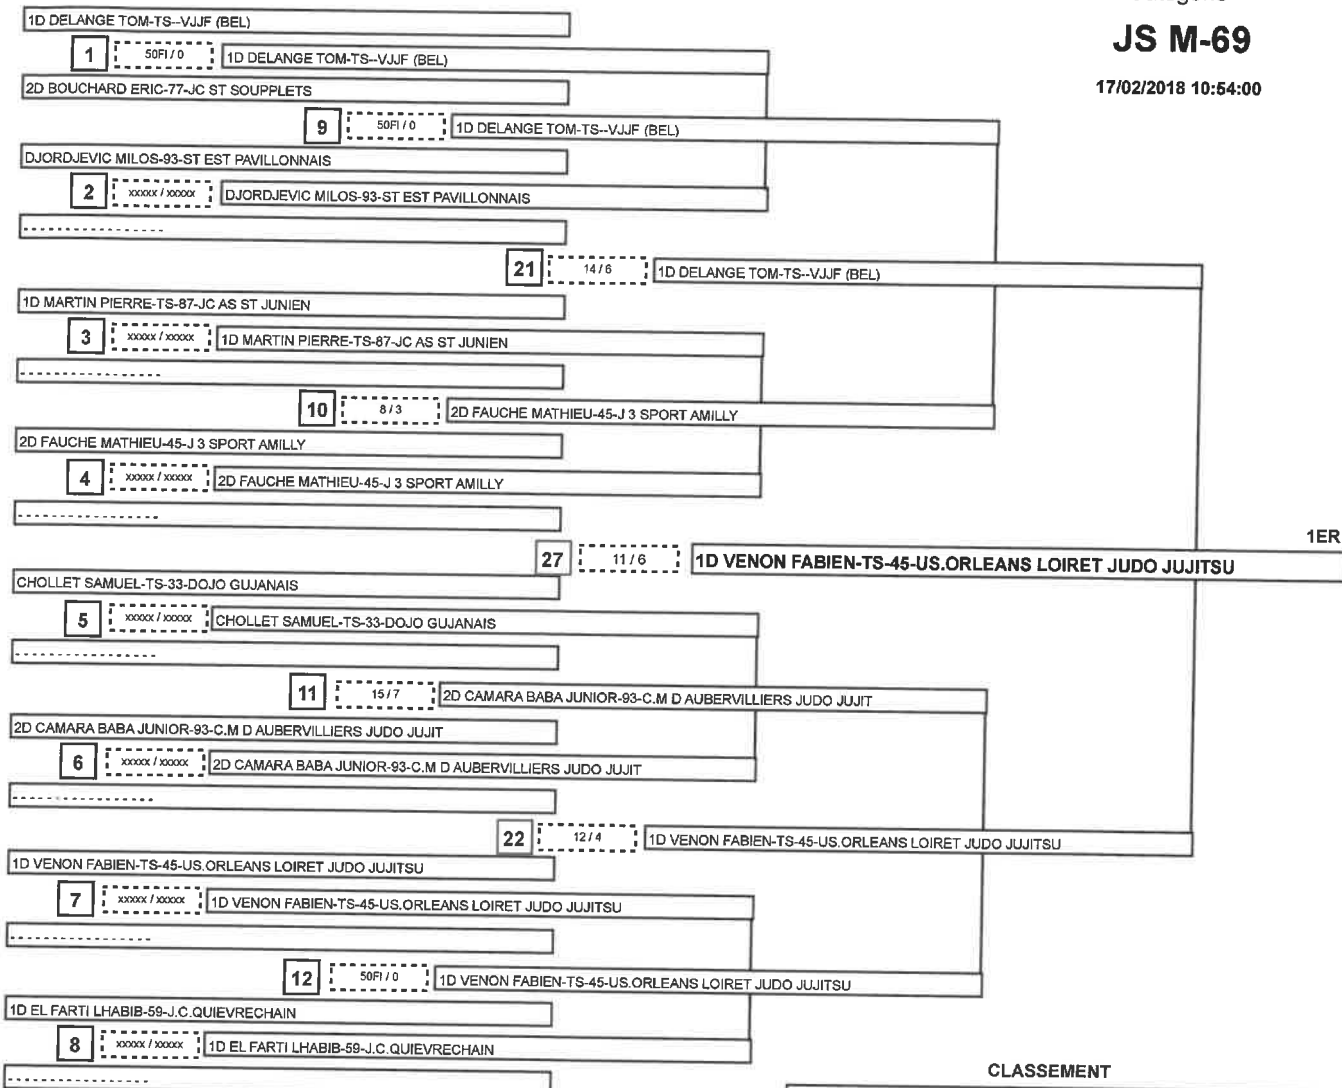 JS M-69
17/02/2018 10:54:00
1D DELANGE TOM-TS--VJJF (BEL)
1 50FI / 0 1D DELANGE TOM-TS--VJJF (BEL)
2D BOUCHARD ERIC-77-JC ST SOUPPLETS
9 50FI / 0 1D DELANGE TOM-TS--VJJF (BEL)
DJORDJEVIC MILOS-93-ST EST PAVILLONNAIS
2 xxxxx / xxxxx DJORDJEVIC MILOS-93-ST EST PAVILLONNAIS
-----------------
21 14 / 6 1D DELANGE TOM-TS--VJJF (BEL)
1D MARTIN PIERRE-TS-87-JC AS ST JUNIEN
3 xxxxx / xxxxx 1D MARTIN PIERRE-TS-87-JC AS ST JUNIEN
-----------------
10 8 / 3 2D FAUCHE MATHIEU-45-J 3 SPORT AMILLY
2D FAUCHE MATHIEU-45-J 3 SPORT AMILLY
4 xxxxx / xxxxx 2D FAUCHE MATHIEU-45-J 3 SPORT AMILLY
-----------------
1ER
27 11 / 6 1D VENON FABIEN-TS-45-US.ORLEANS LOIRET JUDO JUJITSU
CHOLLET SAMUEL-TS-33-DOJO GUJANAIS
5 xxxxx / xxxxx CHOLLET SAMUEL-TS-33-DOJO GUJANAIS
-----------------
11 15 / 7 2D CAMARA BABA JUNIOR-93-C.M D AUBERVILLIERS JUDO JUJIT
2D CAMARA BABA JUNIOR-93-C.M D AUBERVILLIERS JUDO JUJIT
6 xxxxx / xxxxx 2D CAMARA BABA JUNIOR-93-C.M D AUBERVILLIERS JUDO JUJIT
-----------------
22 12 / 4 1D VENON FABIEN-TS-45-US.ORLEANS LOIRET JUDO JUJITSU
1D VENON FABIEN-TS-45-US.ORLEANS LOIRET JUDO JUJITSU
7 xxxxx / xxxxx 1D VENON FABIEN-TS-45-US.ORLEANS LOIRET JUDO JUJITSU
-----------------
12 50FI / 0 1D VENON FABIEN-TS-45-US.ORLEANS LOIRET JUDO JUJITSU
1D EL FARTI LHABIB-59-J.C.QUIEVRECHAIN
8 xxxxx / xxxxx 1D EL FARTI LHABIB-59-J.C.QUIEVRECHAIN
-----------------
CLASSEMENT